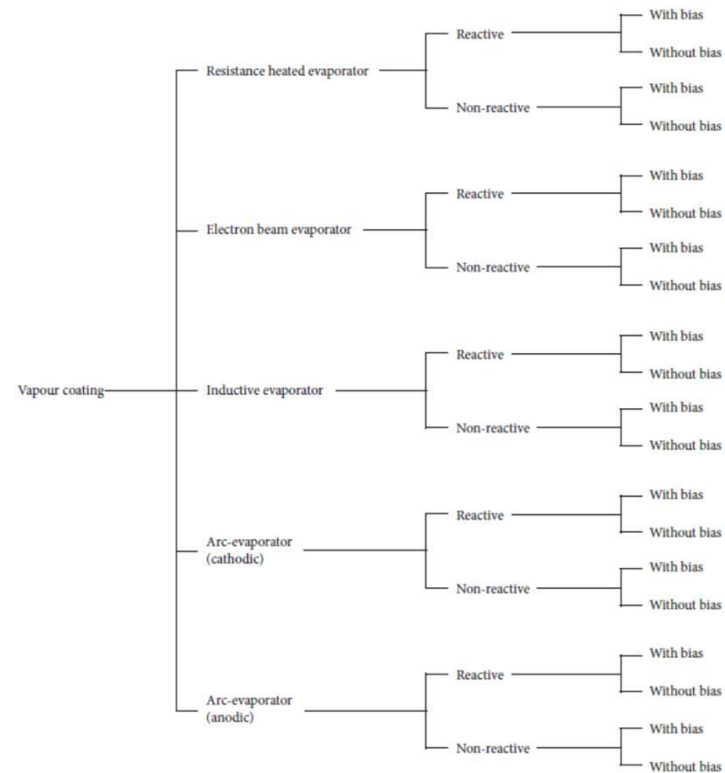 With bias
Reactive
Without bias
Resistance heated evaporator
With bias
Non-reactive
Without bias
With bias
Reactive
Without bias
Electron beam evaporator
With bias
Non-reactive
Without bias
With bias
Reactive
Without bias
Vapour coating
Inductive evaporator
With bias
Non-reactive
Without bias
With bias
Reactive
Without bias
Arc-evaporator
(cathodic)
With bias
Non-reactive
Without bias
With bias
Reactive
Without bias
Arc-evaporator
(anodic)
With bias
Non-reactive
Without bias